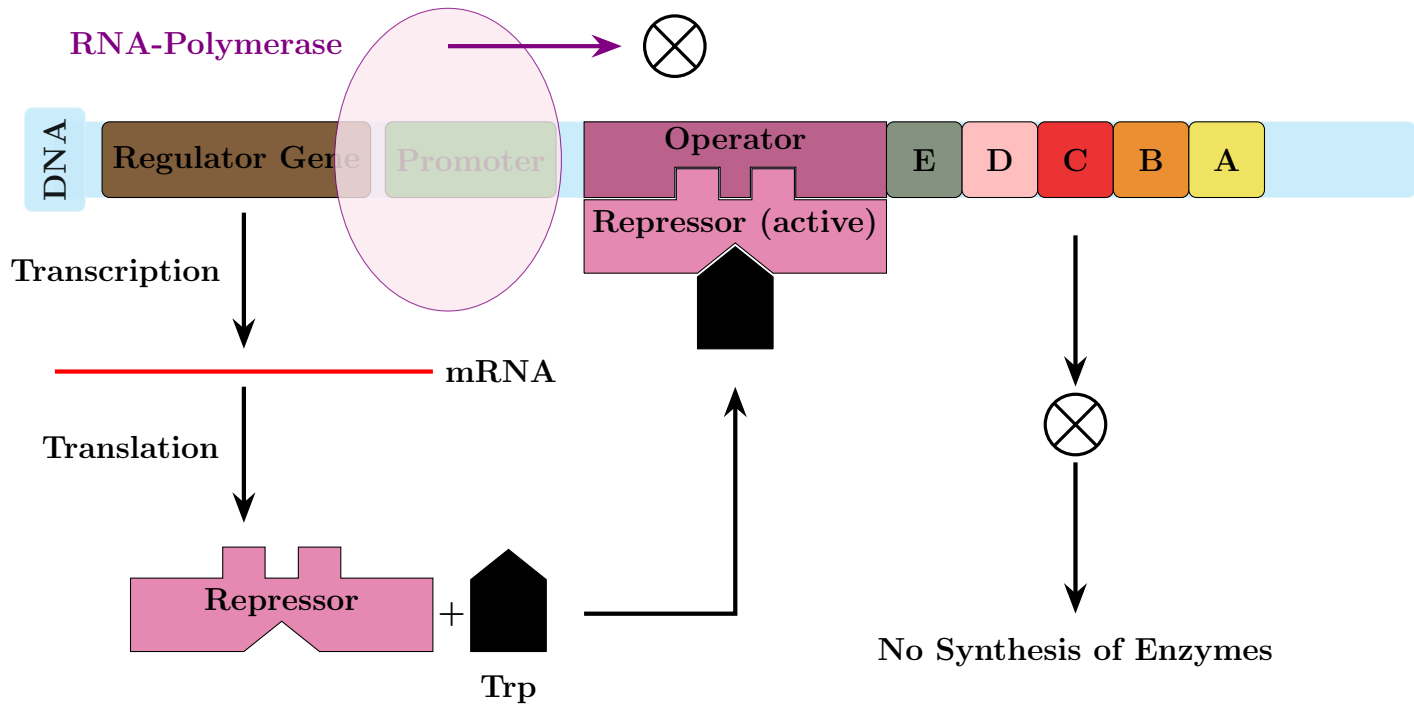 RNA-Polymerase
DNA
Regulator Gene
Promoter
Operator
E
D
C
B
A
Repressor (active)
Transcription
mRNA
Translation
Repressor
+
Trp
No Synthesis of Enzymes